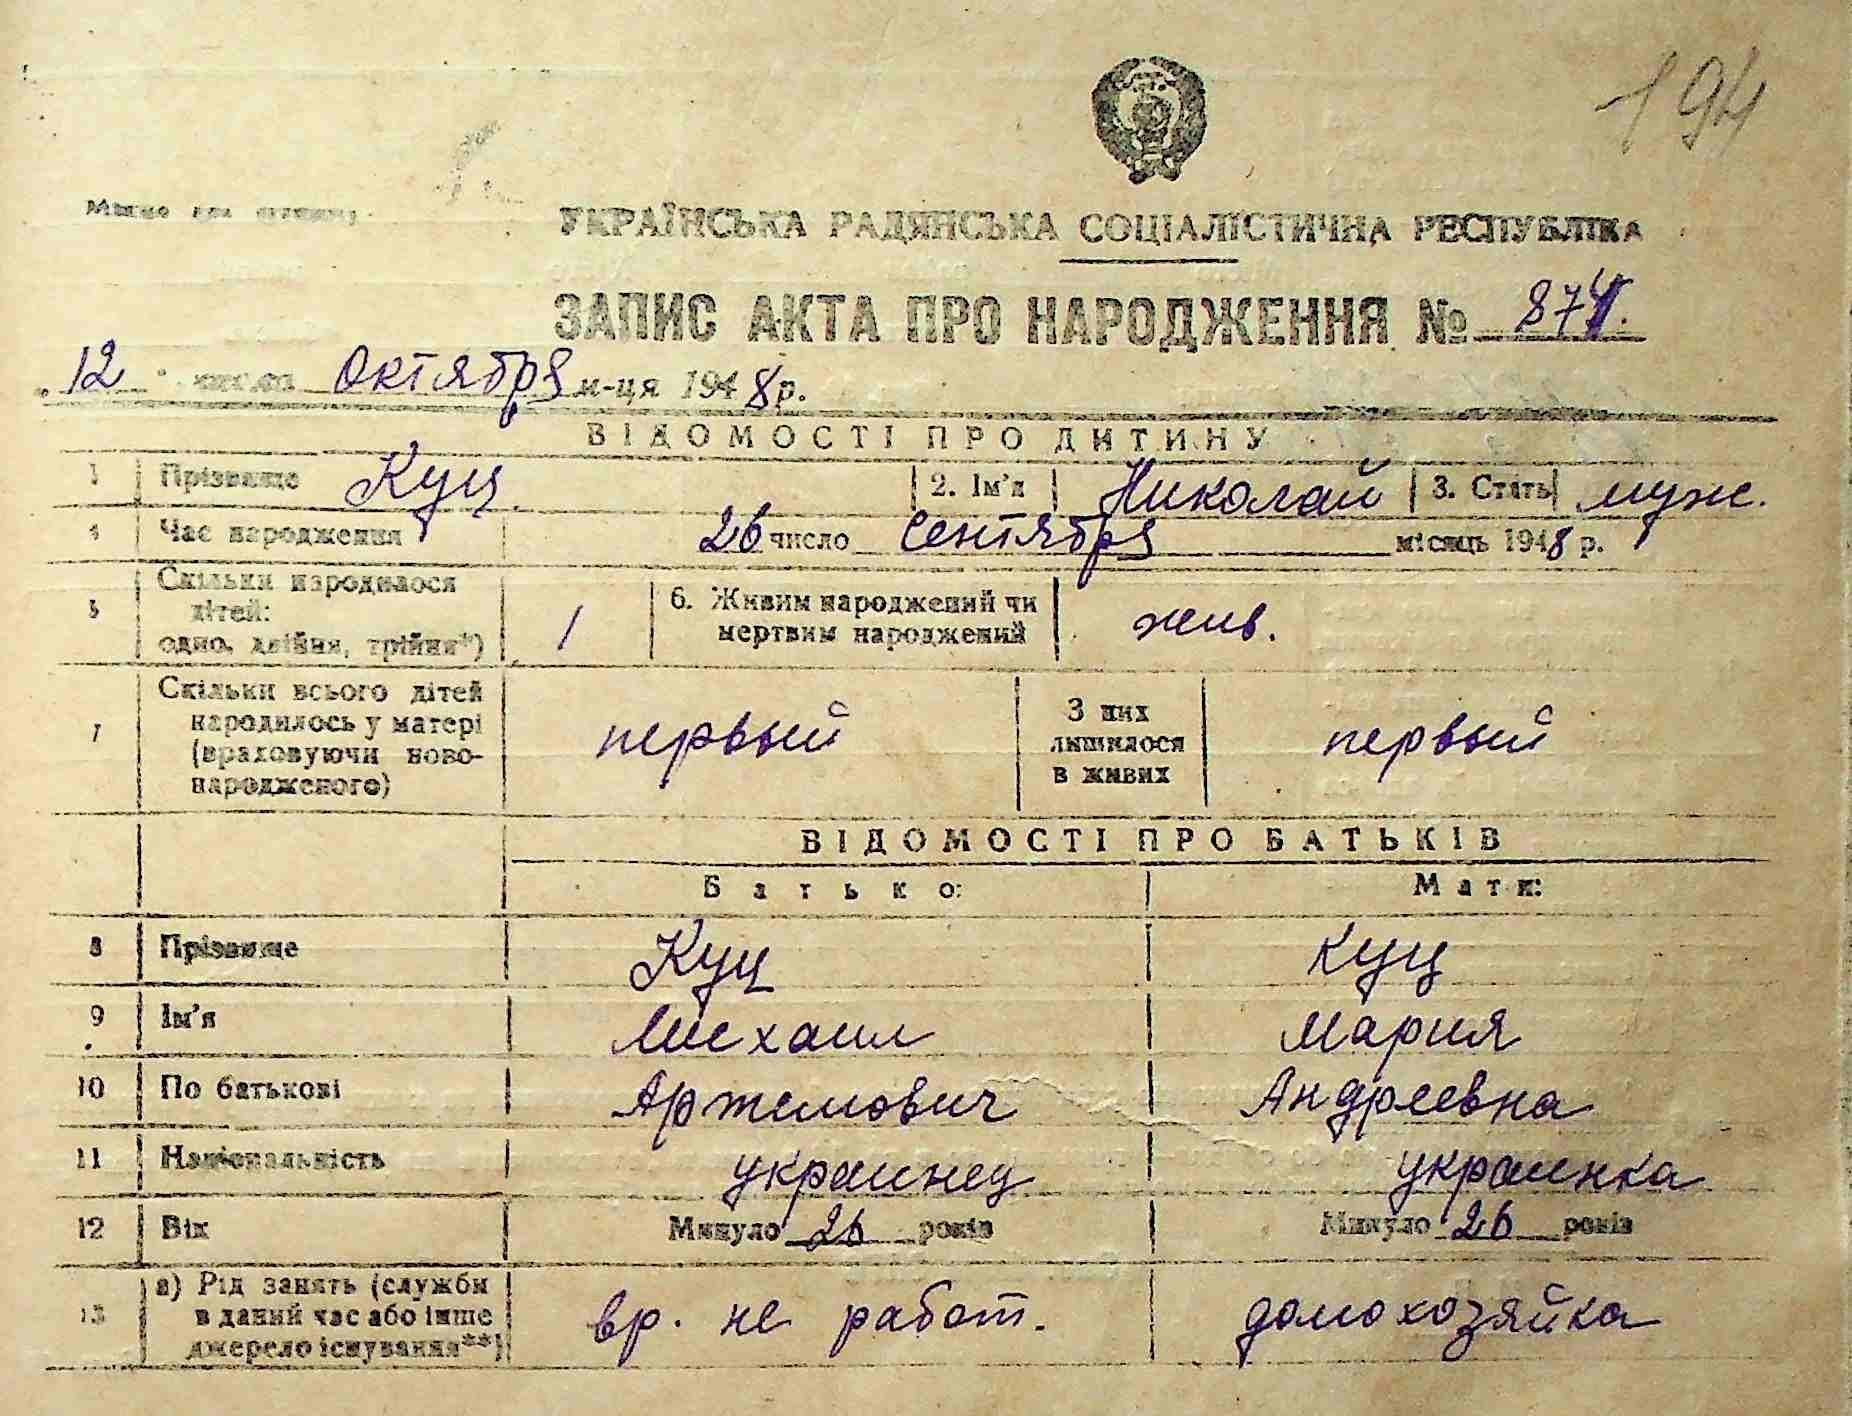 194
УКРАЇНСЬКА РАДЯНСЬКА СОЦІАЛІСТИЧНА РЕСПУБЛІКА
ЗАПИС АКТА ПРО НАРОДЖЕННЯ №
12 числа октября м-ця 1948 р.
ВІДОМОСТІ ПРО ДИТИНУ
1 Прізвище Куц 2. Ім'я Николай 3. Стать муж.
4 Час народження 26 число сентября місяць 1948 р.
5 Скільки народилося дітей: одно, двійня, трійня*) 1 6. Живим народжений чи мертвим народжений жив.
7 Скільки всього дітей народилось у матері (враховуючи новонародженого) первый З них лишилося в живих первый
ВІДОМОСТІ ПРО БАТЬКІВ
Батько: Мати:
8 Прізвище Куц Куц
9 Ім'я Михаил Мария
10 По батькові Артемович Андреевна
11 Національність украинец украинка
12 Вік Минуло 26 років Минуло 26 років
13 а) Рід занять (служби в даний час або інше джерело існування**) вр. не работ. домохозяйка